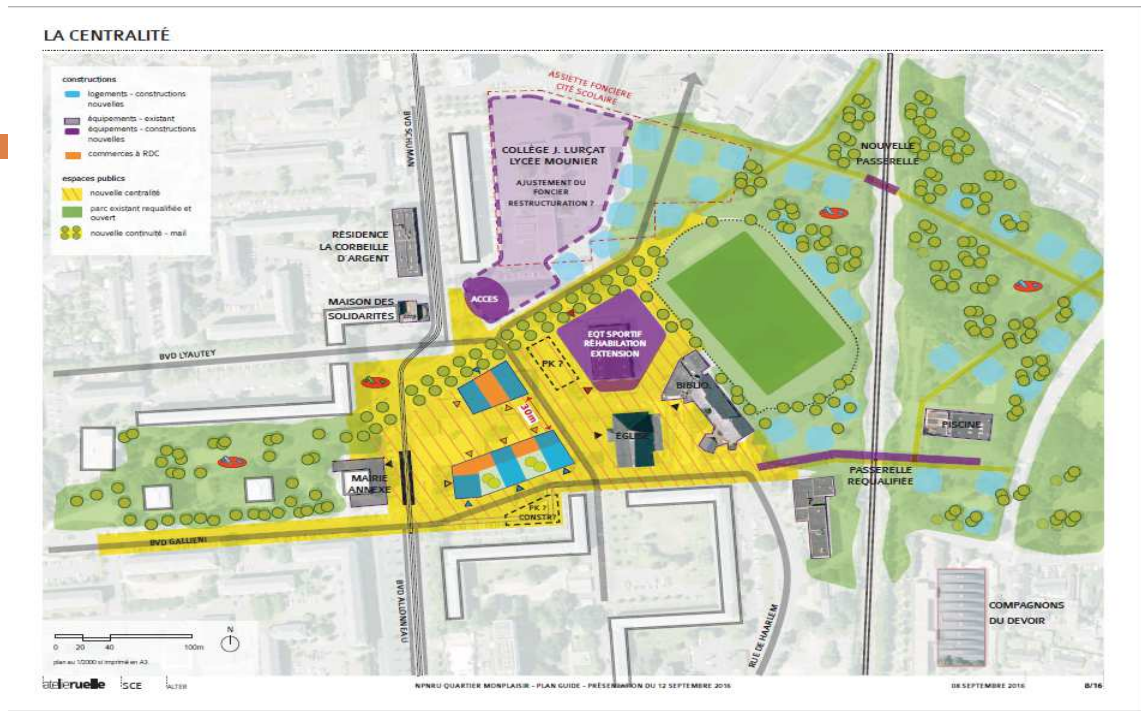 LA CENTRALITÉ
constructions
logements - constructions
nouvelles
équipements - existant
équipements - constructions
nouvelles
commerces à RDC
espaces publics
nouvelle centralité
parc existant requalifiée et
ouvert
nouvelle continuité - mail
ASSIETTE FONCIÈRE
CITÉ SCOLAIRE
BVD SCHUMAN
COLLÈGE J. LURÇAT
LYCÉE MOUNIER
AJUSTEMENT DU
FONCIER
RESTRUCTURATION ?
NOUVELLE
PASSERELLE
RÉSIDENCE
LA CORBEILLE
D'ARGENT
ACCES
MAISON DES
SOLIDARITÉS
EQT SPORTIF
RÉHABILATION
EXTENSION
BVD LYAUTEY
PK ?
BIBLIO.
30m
ÉGLISE
PISCINE
MAIRIE
ANNEXE
PASSERELLE
REQUALIFIÉE
?
PK ?
CONSTR?
BVD GALLIENI
BVD ALLONNEAU
RUE DE HAARLEM
COMPAGNONS
DU DEVOIR
N
0 20 40 100m
plan au 1/2000 si imprimé en A3
atelieruelle SCE ALTER
NPNRU QUARTIER MONPLAISIR - PLAN GUIDE - PRÉSENTATION DU 12 SEPTEMBRE 2016
08 SEPTEMBRE 2016
8/16